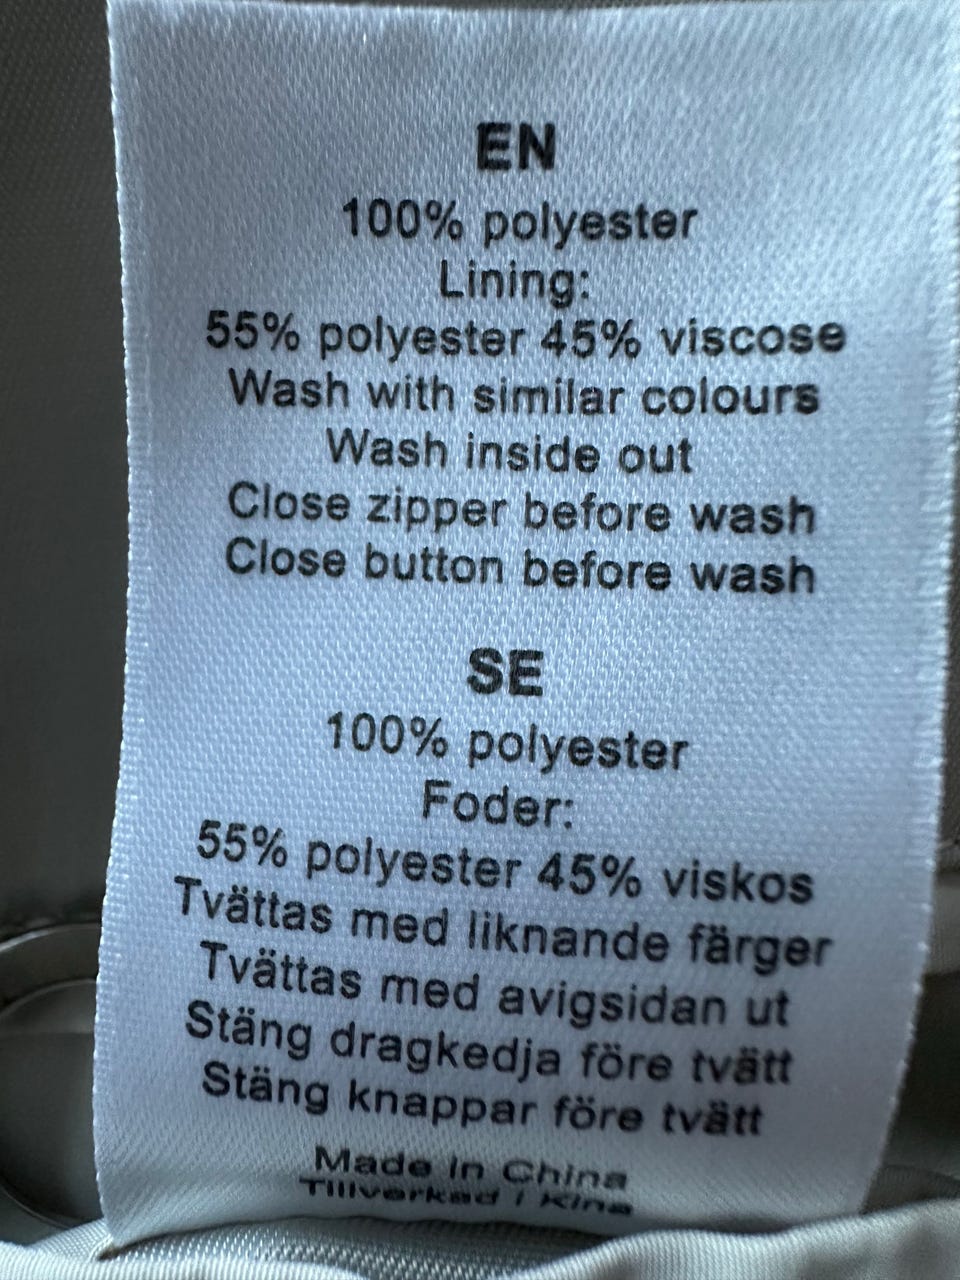 EN
100% polyester
Lining:
55% polyester 45% viscose
Wash with similar colours
Wash inside out
Close zipper before wash
Close button before wash
SE
100% polyester
Foder:
55% polyester 45% viskos
Tvättas med liknande färger
Tvättas med avigsidan ut
Stäng dragkedja före tvätt
Stäng knappar före tvätt
Made in China
Tillverkad i Kina